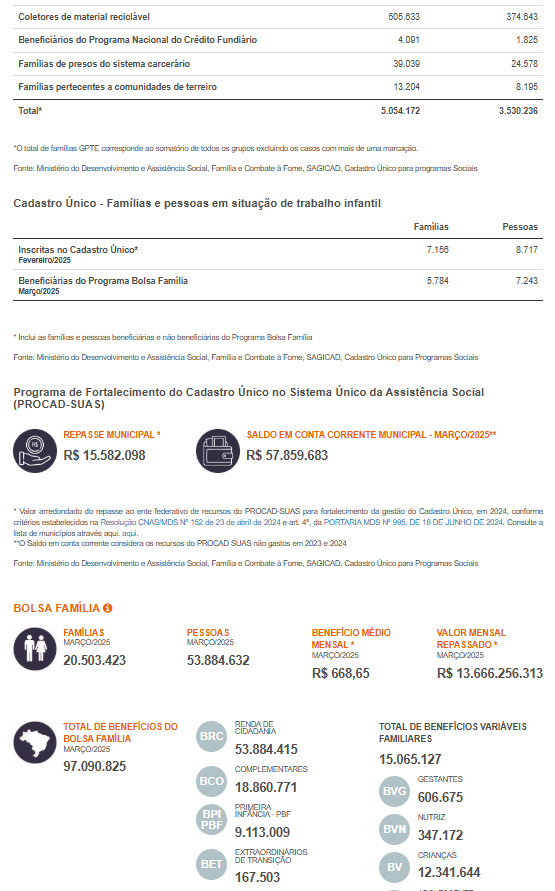 Coletores de material reciclável 505.633 374.643
Beneficiários do Programa Nacional do Crédito Fundiário 4.091 1.825
Famílias de presos do sistema carcerário 39.039 24.578
Famílias pertencentes a comunidades de terreiro 13.204 8.195
Total* 5.054.172 3.530.236
*O total de famílias GPTE corresponde ao somatório de todos os grupos excluindo os casos com mais de uma marcação.
Fonte: Ministério do Desenvolvimento e Assistência Social, Família e Combate à Fome, SAGICAD, Cadastro Único para programas Sociais
Cadastro Único - Famílias e pessoas em situação de trabalho infantil
Famílias Pessoas
Inscritas no Cadastro Único* 7.156 8.717
Fevereiro/2025
Beneficiárias do Programa Bolsa Família 5.784 7.243
Março/2025
* Inclui as famílias e pessoas beneficiárias e não beneficiárias do Programa Bolsa Família
Fonte: Ministério do Desenvolvimento e Assistência Social, Família e Combate à Fome, SAGICAD, Cadastro Único para Programas Sociais
Programa de Fortalecimento do Cadastro Único no Sistema Único da Assistência Social
(PROCAD-SUAS)
R$
REPASSE MUNICIPAL *
R$ 15.582.098
SALDO EM CONTA CORRENTE MUNICIPAL - MARÇO/2025**
R$ 57.859.683
* Valor arredondado do repasse ao ente federativo de recursos do PROCAD-SUAS para fortalecimento da gestão do Cadastro Único, em 2024, conforme
critérios estabelecidos na Resolução CNAS/MDS Nº 152 de 23 de abril de 2024 e art. 4º, da PORTARIA MDS Nº 995, DE 18 DE JUNHO DE 2024. Consulte a
lista de municípios através aqui. aqui.
**O Saldo em conta corrente considera os recursos do PROCAD SUAS não gastos em 2023 e 2024
Fonte: Ministério do Desenvolvimento e Assistência Social, Família e Combate à Fome, SAGICAD, Cadastro Único para Programas Sociais
BOLSA FAMÍLIA i
FAMÍLIAS
MARÇO/2025
20.503.423
PESSOAS
MARÇO/2025
53.884.632
BENEFÍCIO MÉDIO
MENSAL *
MARÇO/2025
R$ 668,65
VALOR MENSAL
REPASSADO *
MARÇO/2025
R$ 13.666.256.313
TOTAL DE BENEFÍCIOS DO
BOLSA FAMÍLIA
MARÇO/2025
97.090.825
BRC
RENDA DE
CIDADANIA
53.884.415
BCO
COMPLEMENTARES
18.860.771
BPI
PBF
PRIMEIRA
INFÂNCIA - PBF
9.113.009
BET
EXTRAORDINÁRIOS
DE TRANSIÇÃO
167.503
TOTAL DE BENEFÍCIOS VARIÁVEIS
FAMILIARES
15.065.127
BVG
GESTANTES
606.675
BVN
NUTRIZ
347.172
BV
CRIANÇAS
12.341.644